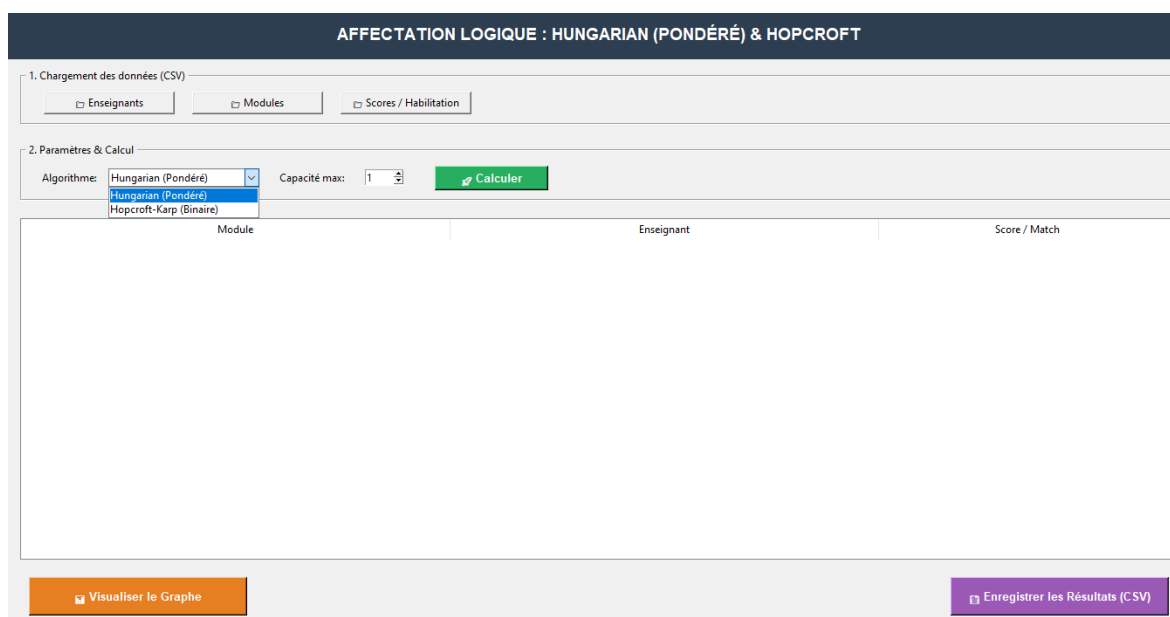 AFFECTATION LOGIQUE : HUNGARIAN (PONDÉRÉ) & HOPCROFT
1. Chargement des données (CSV)
Enseignants Modules Scores / Habilitation
2. Paramètres & Calcul
Algorithme: Hungarian (Pondéré) Capacité max: 1 Calculer
Hungarian (Pondéré)
Hopcroft-Karp (Binaire)
Module Enseignant Score / Match
Visualiser le Graphe Enregistrer les Résultats (CSV)